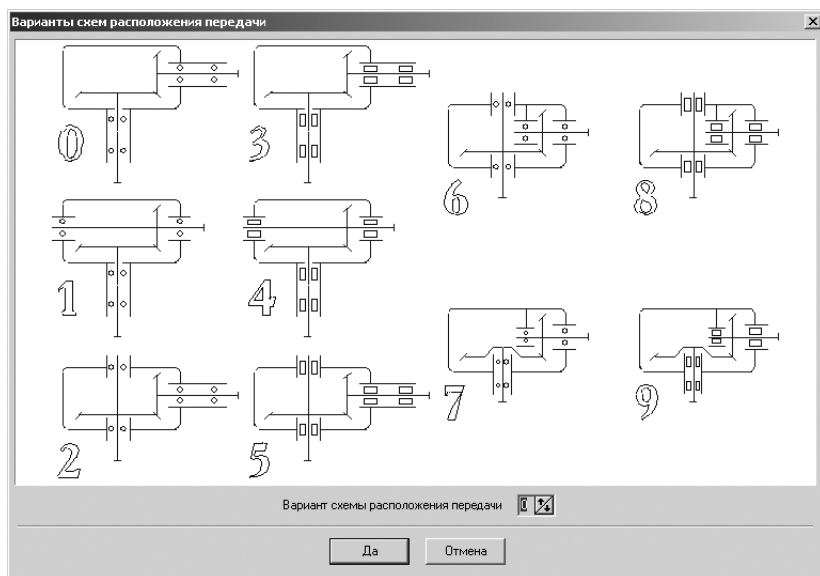 Варианты схем расположения передачи
0
3
6
8
1
4
7
9
2
5
Вариант схемы расположения передачи
0
Да
Отмена